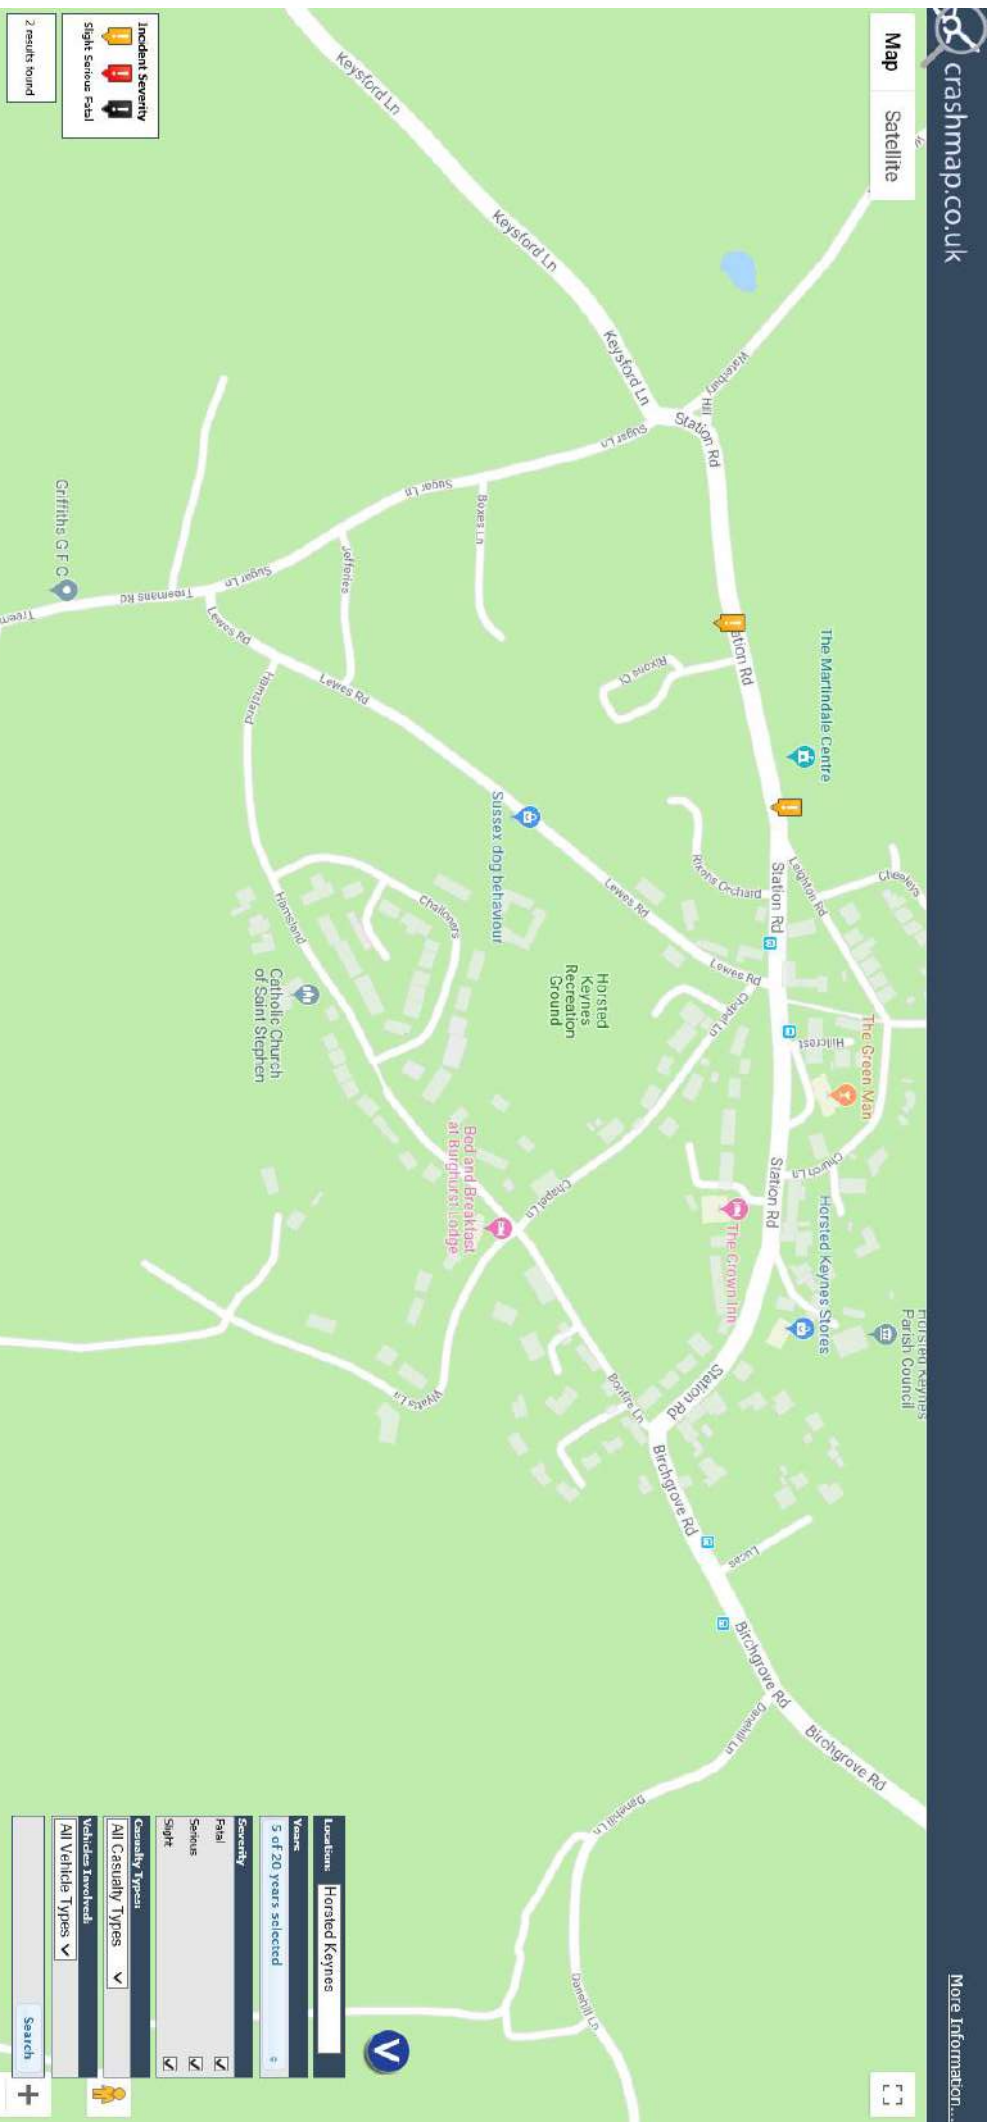 crashmap.co.uk
More Information...
Map
Satellite
Keysford Ln
Keysford Ln
Keysford Ln
Waterbury
Hill
Station Rd
Sugar Ln
Sugar Ln
Sugar Ln
Boxes Ln
Jefferies
Treemans Rd
Treem
Griffiths G F C
Lewes Rd
Lewes Rd
Lewes Rd
Lewes Rd
Hamsland
Hamsland
Challoners
Rixons Cl
Rixons Orchard
ation Rd
The Martindale Centre
Station Rd
Leighton Rd
Cheeleys
Sussex dog behaviour
Horsted
Keynes
Recreation
Ground
Catholic Church
of Saint Stephen
Chapel Ln
Chapel Ln
Hillcrest
The Green Man
Church Ln
Station Rd
The Crown Inn
Horsted Keynes Stores
Horsted Keynes
Parish Council
Bed and Breakfast
at Burghurst Lodge
Wyatts Ln
Bonfire Ln
Station Rd
Birchgrove Rd
Lucas
Birchgrove Rd
Birchgrove Rd
Danehill Ln
Danehill Ln
Danehill Ln
Incident Severity
Slight Serious Fatal
2 results found
Location:
Horsted Keynes
Years
5 of 20 years selected
Severity
Fatal
Serious
Slight
Casualty Types:
All Casualty Types
Vehicles Involved:
All Vehicle Types
Search